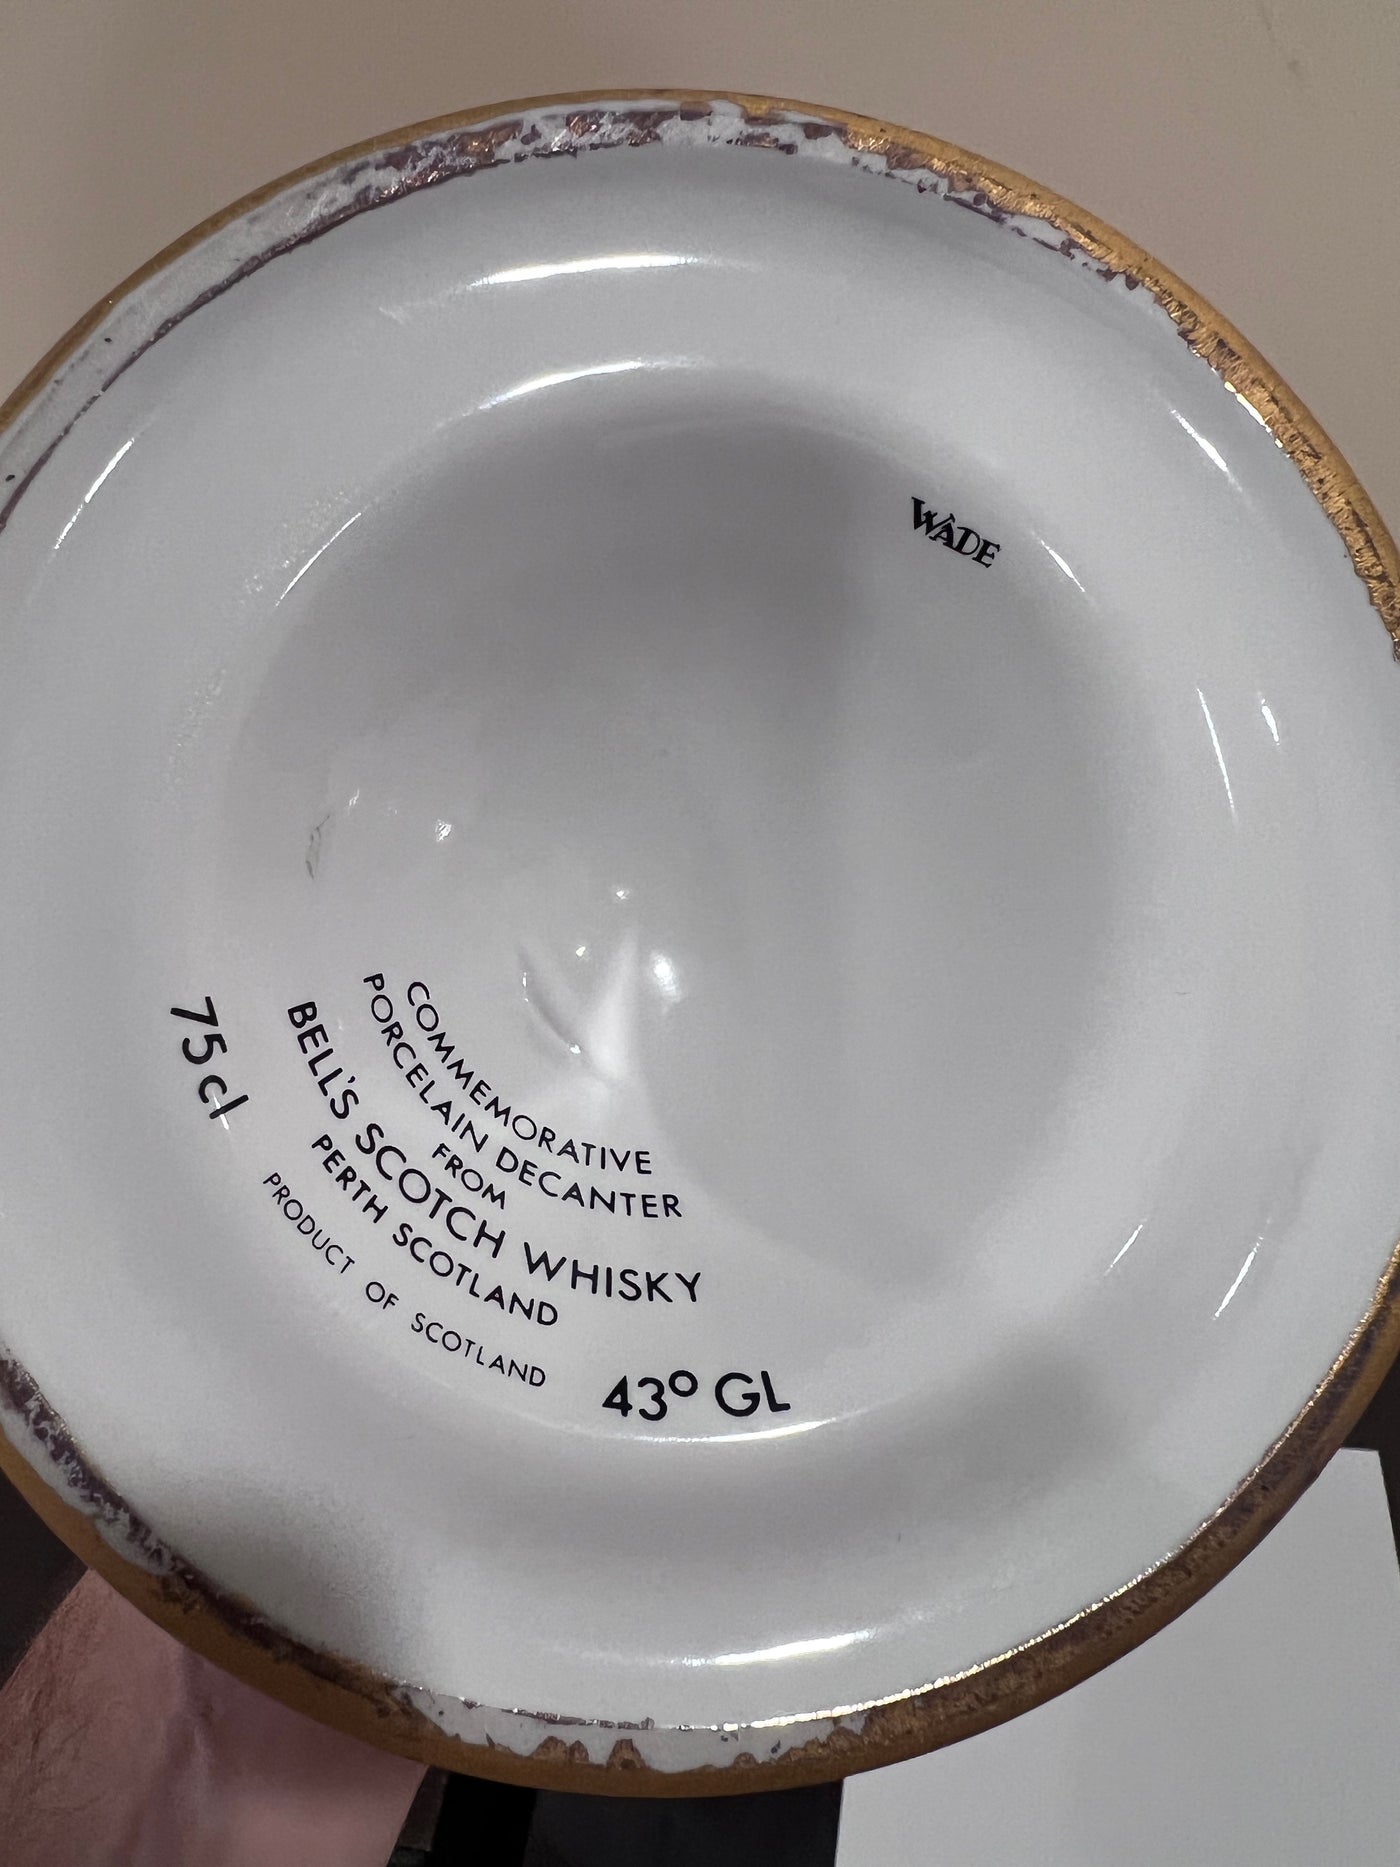 WADE
COMMEMORATIVE
PORCELAIN DECANTER
FROM
BELL'S SCOTCH WHISKY
PERTH SCOTLAND
PRODUCT OF SCOTLAND
75cl
43° GL